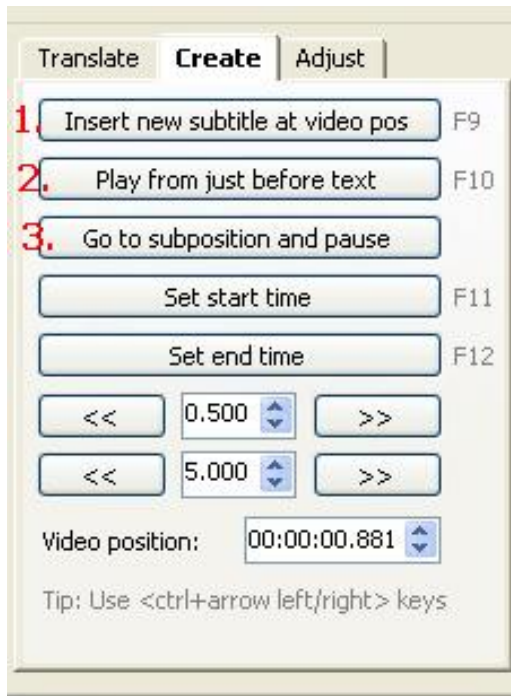 Translate Create Adjust
1. Insert new subtitle at video pos F9
2. Play from just before text F10
3. Go to subposition and pause
Set start time F11
Set end time F12
<< 0.500 >>
<< 5.000 >>
Video position: 00:00:00.881
Tip: Use <ctrl+arrow left/right> keys